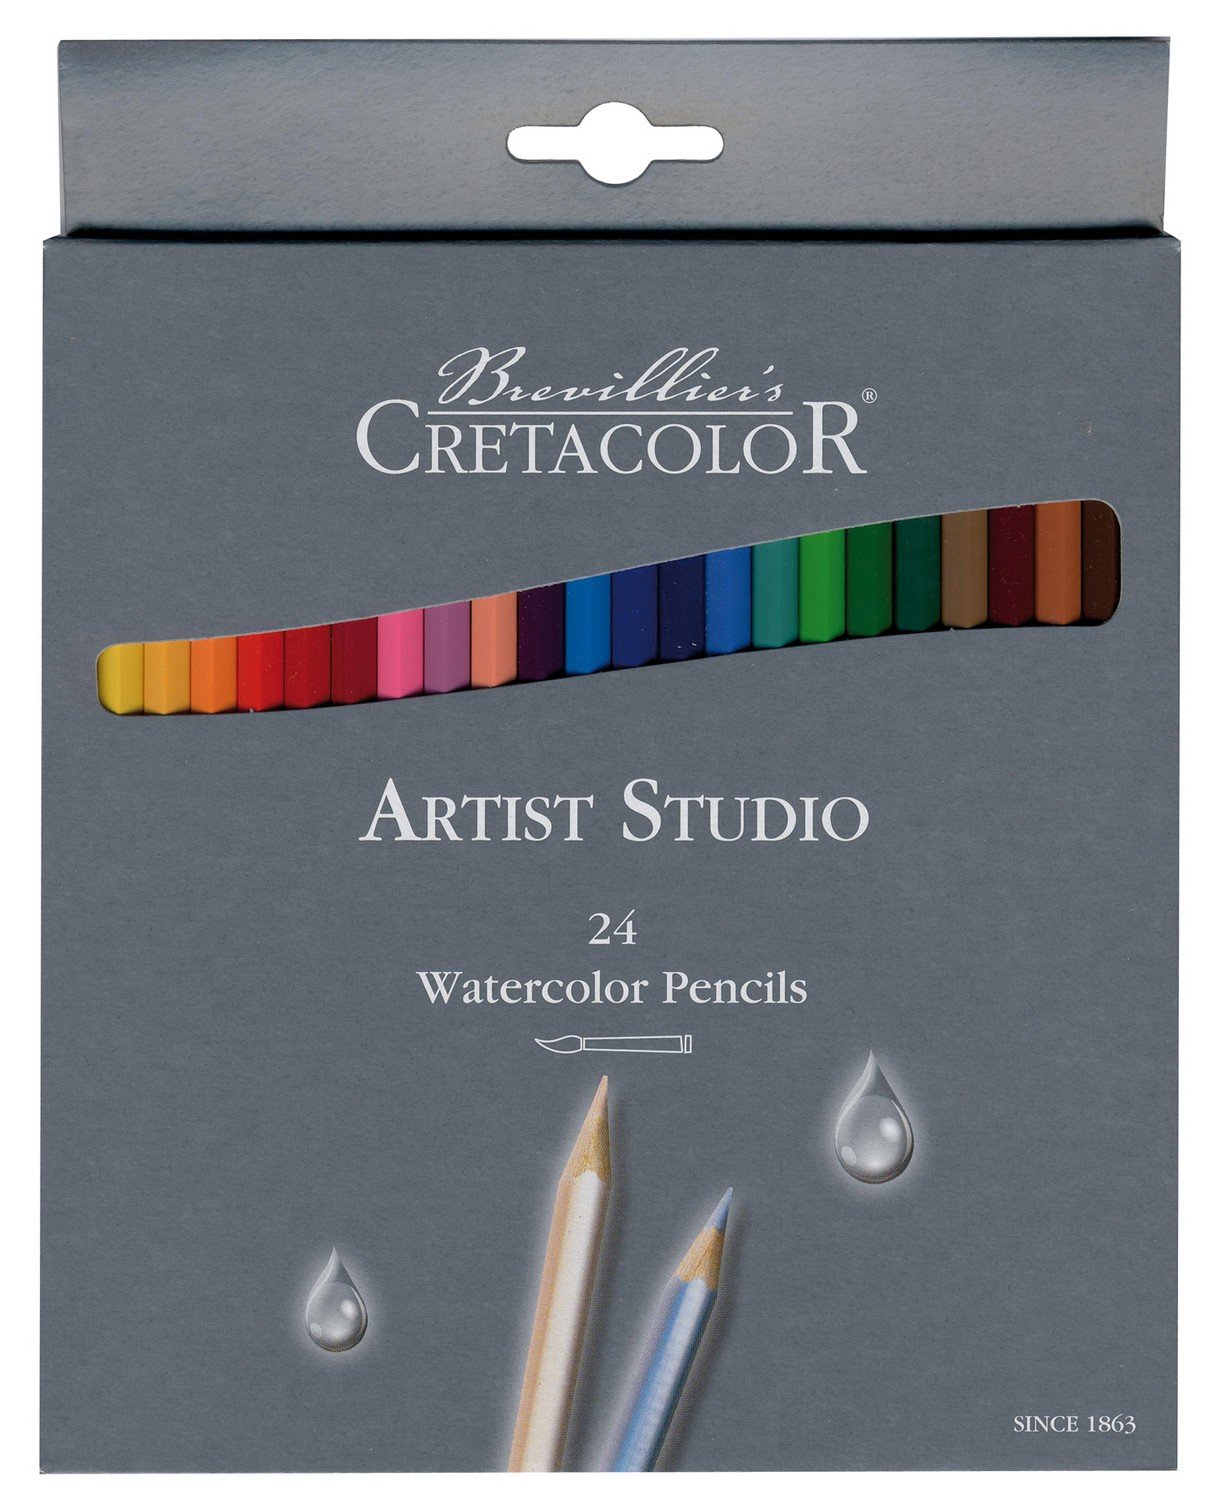 Brevillier's
CRETACOLOR®
ARTIST STUDIO
24
Watercolor Pencils
SINCE 1863